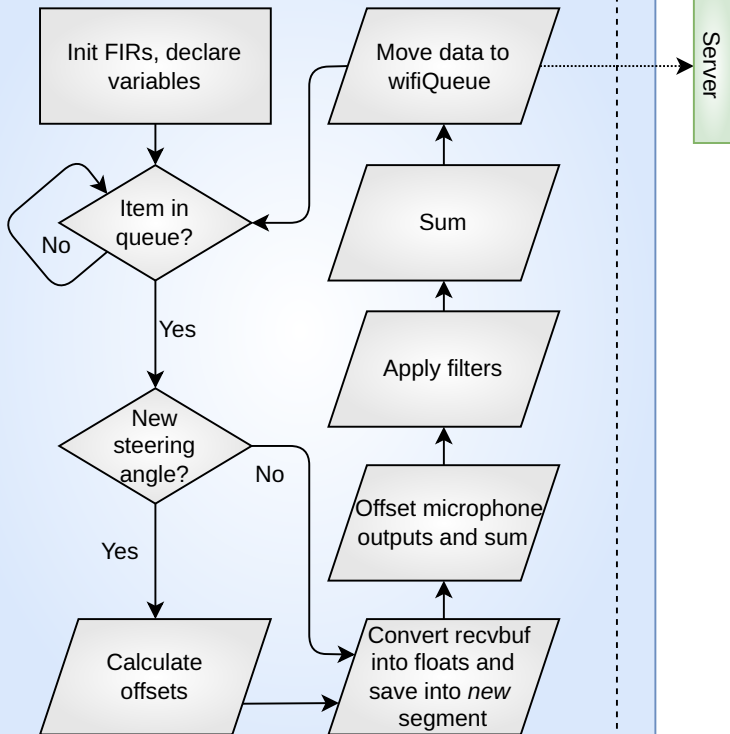 Init FIRs, declare
variables
Item in
queue?
No
Yes
New
steering
angle?
No
Yes
Calculate
offsets
Convert recvbuf
into floats and
save into new
segment
Offset microphone
outputs and sum
Apply filters
Sum
Move data to
wifiQueue
Server